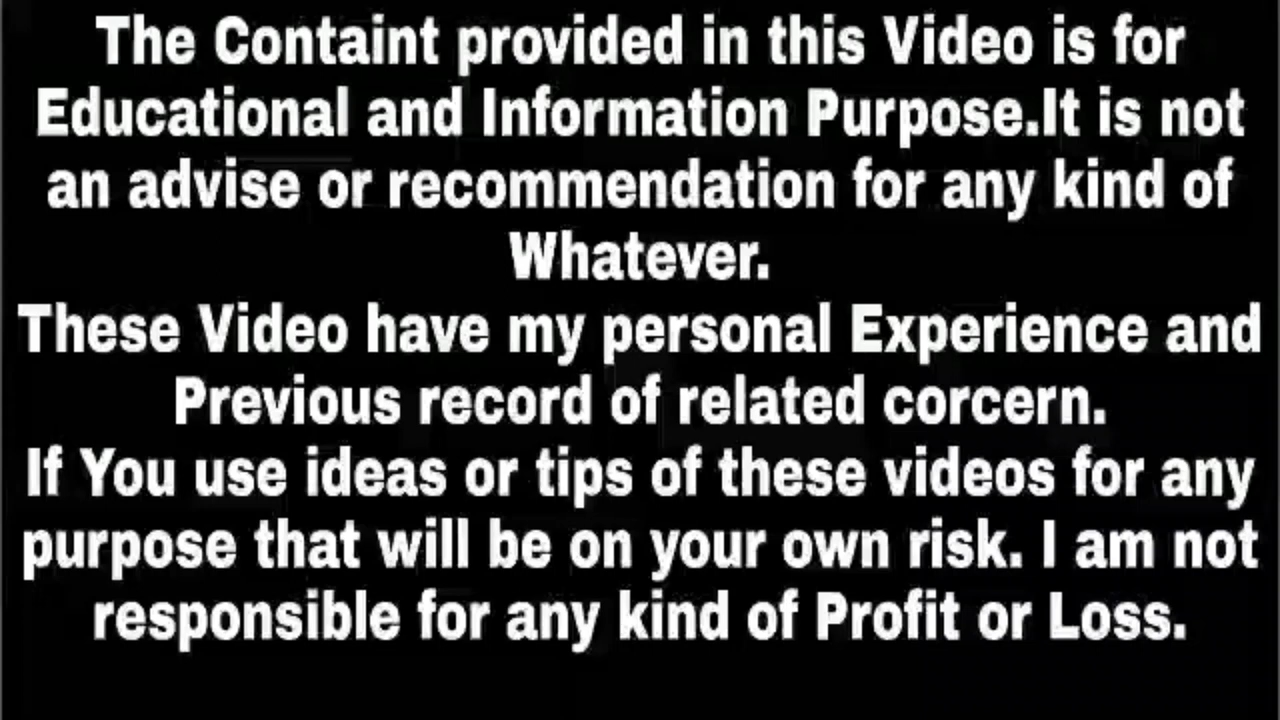 The Containt provided in this Video is for
Educational and Information Purpose.It is not
an advise or recommendation for any kind of
Whatever.
These Video have my personal Experience and
Previous record of related corcern.
If You use ideas or tips of these videos for any
purpose that will be on your own risk. I am not
responsible for any kind of Profit or Loss.